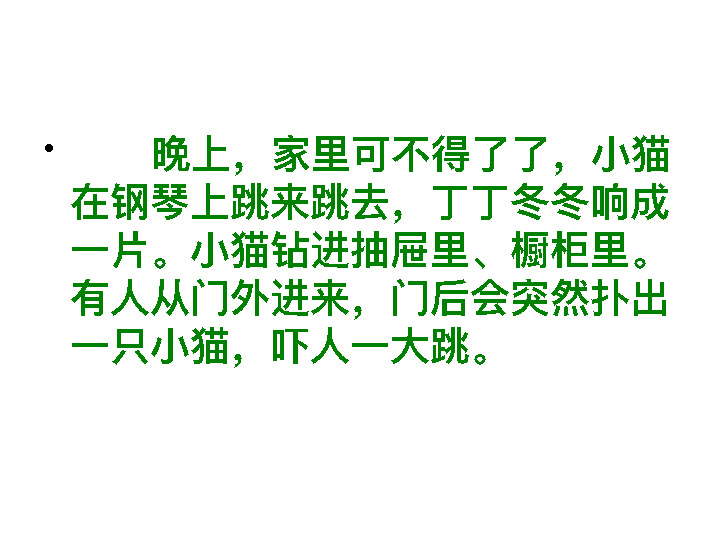 • 晚上，家里可不得了了，小猫
在钢琴上跳来跳去，丁丁冬冬响成
一片。小猫钻进抽屉里、橱柜里。
有人从门外进来，门后会突然扑出
一只小猫，吓人一大跳。